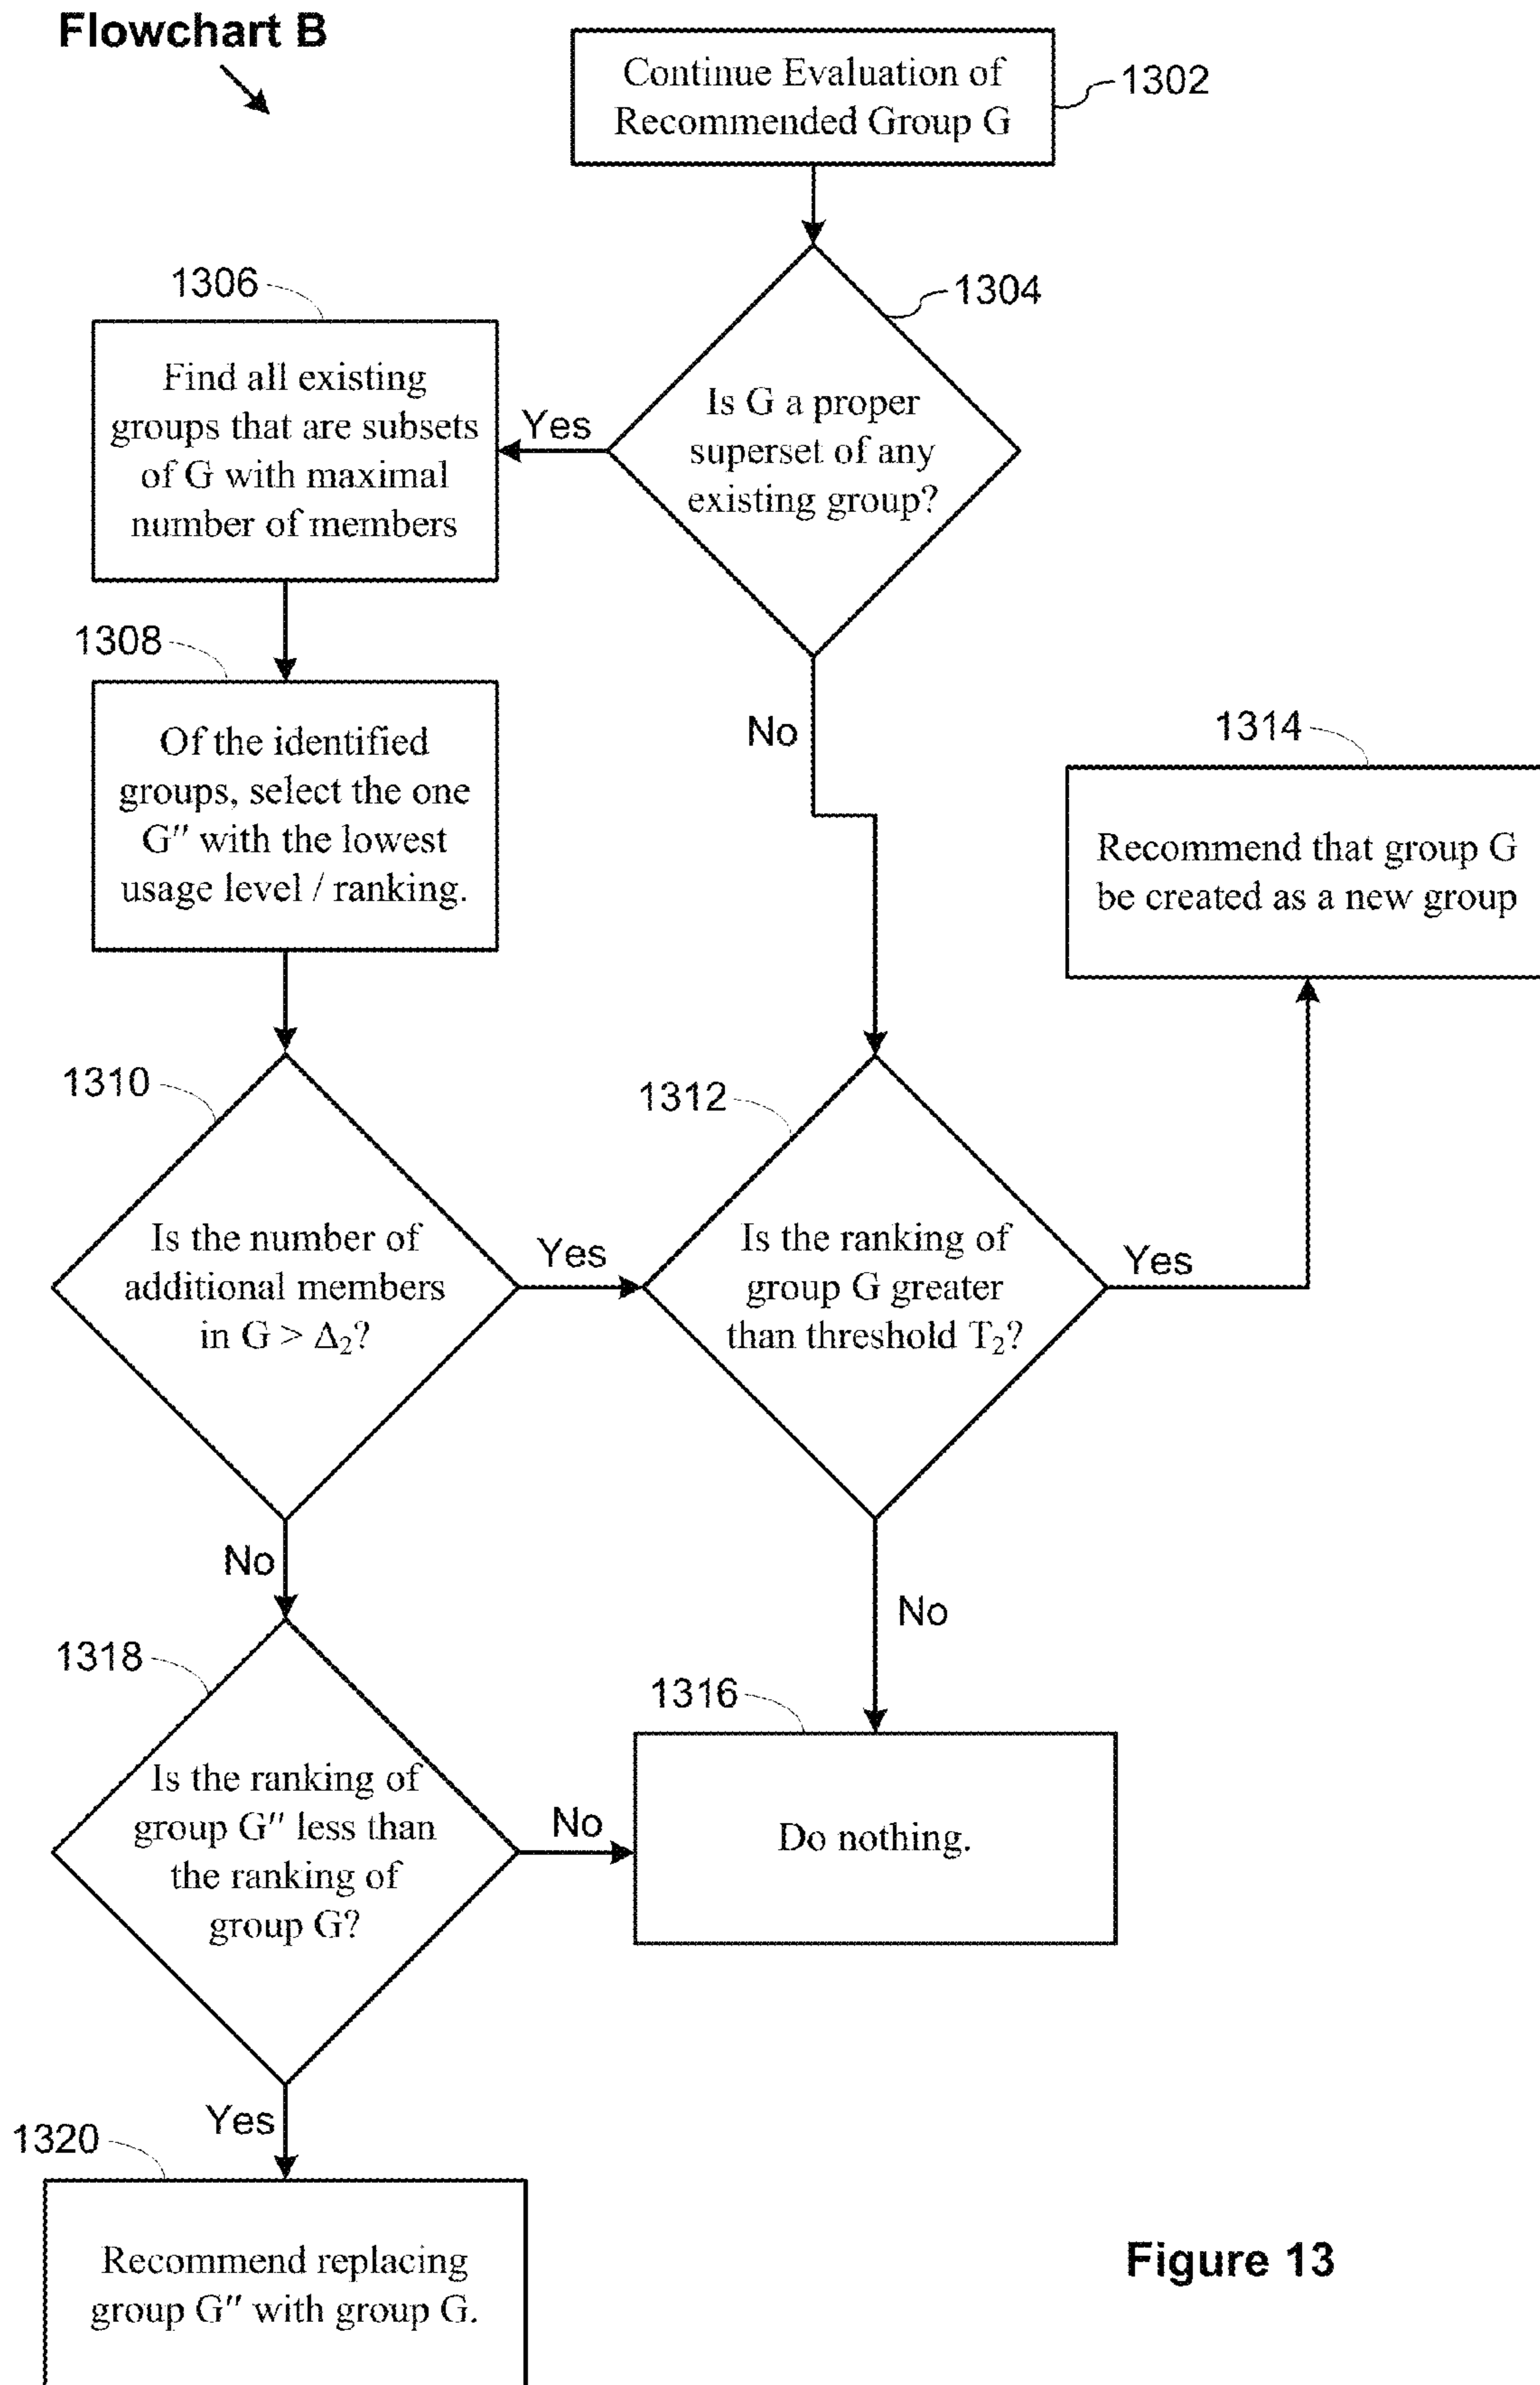 Flowchart B
Continue Evaluation of
Recommended Group G
1302
1304
Is G a proper
superset of any
existing group?
Yes
1306
Find all existing
groups that are subsets
of G with maximal
number of members
1308
Of the identified
groups, select the one
G″ with the lowest
usage level / ranking.
No
1314
Recommend that group G
be created as a new group
1310
Is the number of
additional members
in G > Δ₂?
Yes
1312
Is the ranking of
group G greater
than threshold T₂?
Yes
No
No
1318
Is the ranking of
group G″ less than
the ranking of
group G?
No
1316
Do nothing.
Yes
1320
Recommend replacing
group G″ with group G.
Figure 13